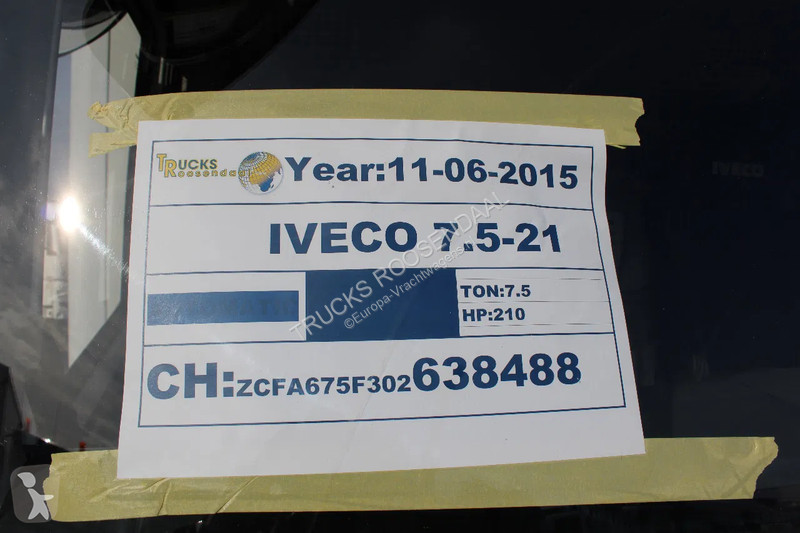 TRUCKS
Roosendaal
Year:11-06-2015
IVECO
IVECO 7.5-21
TRUCKS ROOSENDAAL
©Europa-Vrachtwagens
TON:7.5
HP:210
CH:ZCFA675F302638488